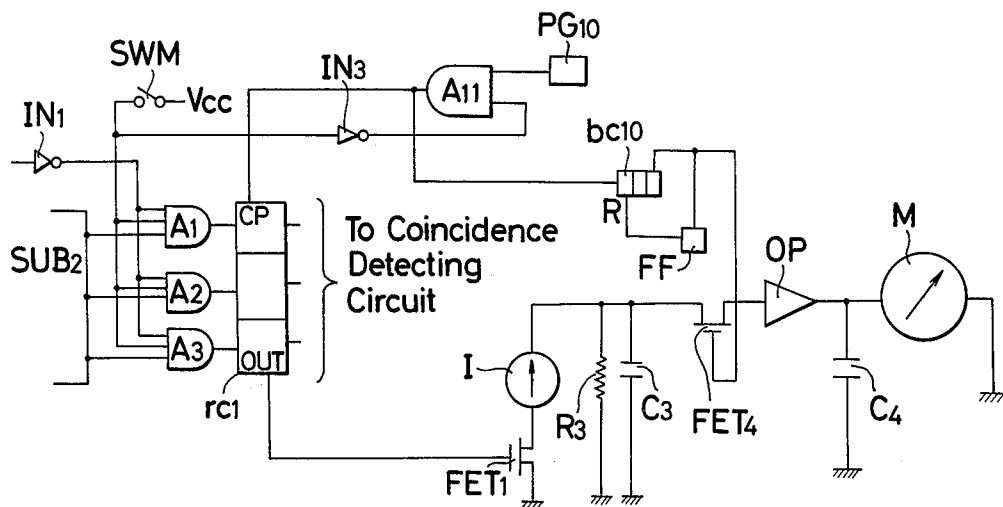 PG10
SWM
IN3
Vcc
A11
IN1
bc10
CP
R
A1
To Coincidence
Detecting
Circuit
M
SUB2
FF
OP
A2
A3
OUT
I
rc1
R3
C3
FET4
C4
FET1